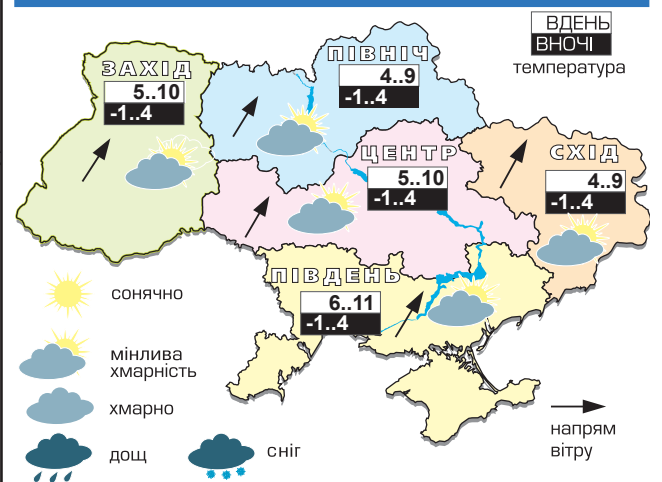 ВДЕНЬ
ВНОЧІ
температура
ПІВНІЧ
4..9
-1..4
ЗАХІД
5..10
-1..4
ЦЕНТР
5..10
-1..4
СХІД
4..9
-1..4
ПІВДЕНЬ
6..11
-1..4
сонячно
мінлива
хмарність
хмарно
дощ
сніг
напрям
вітру